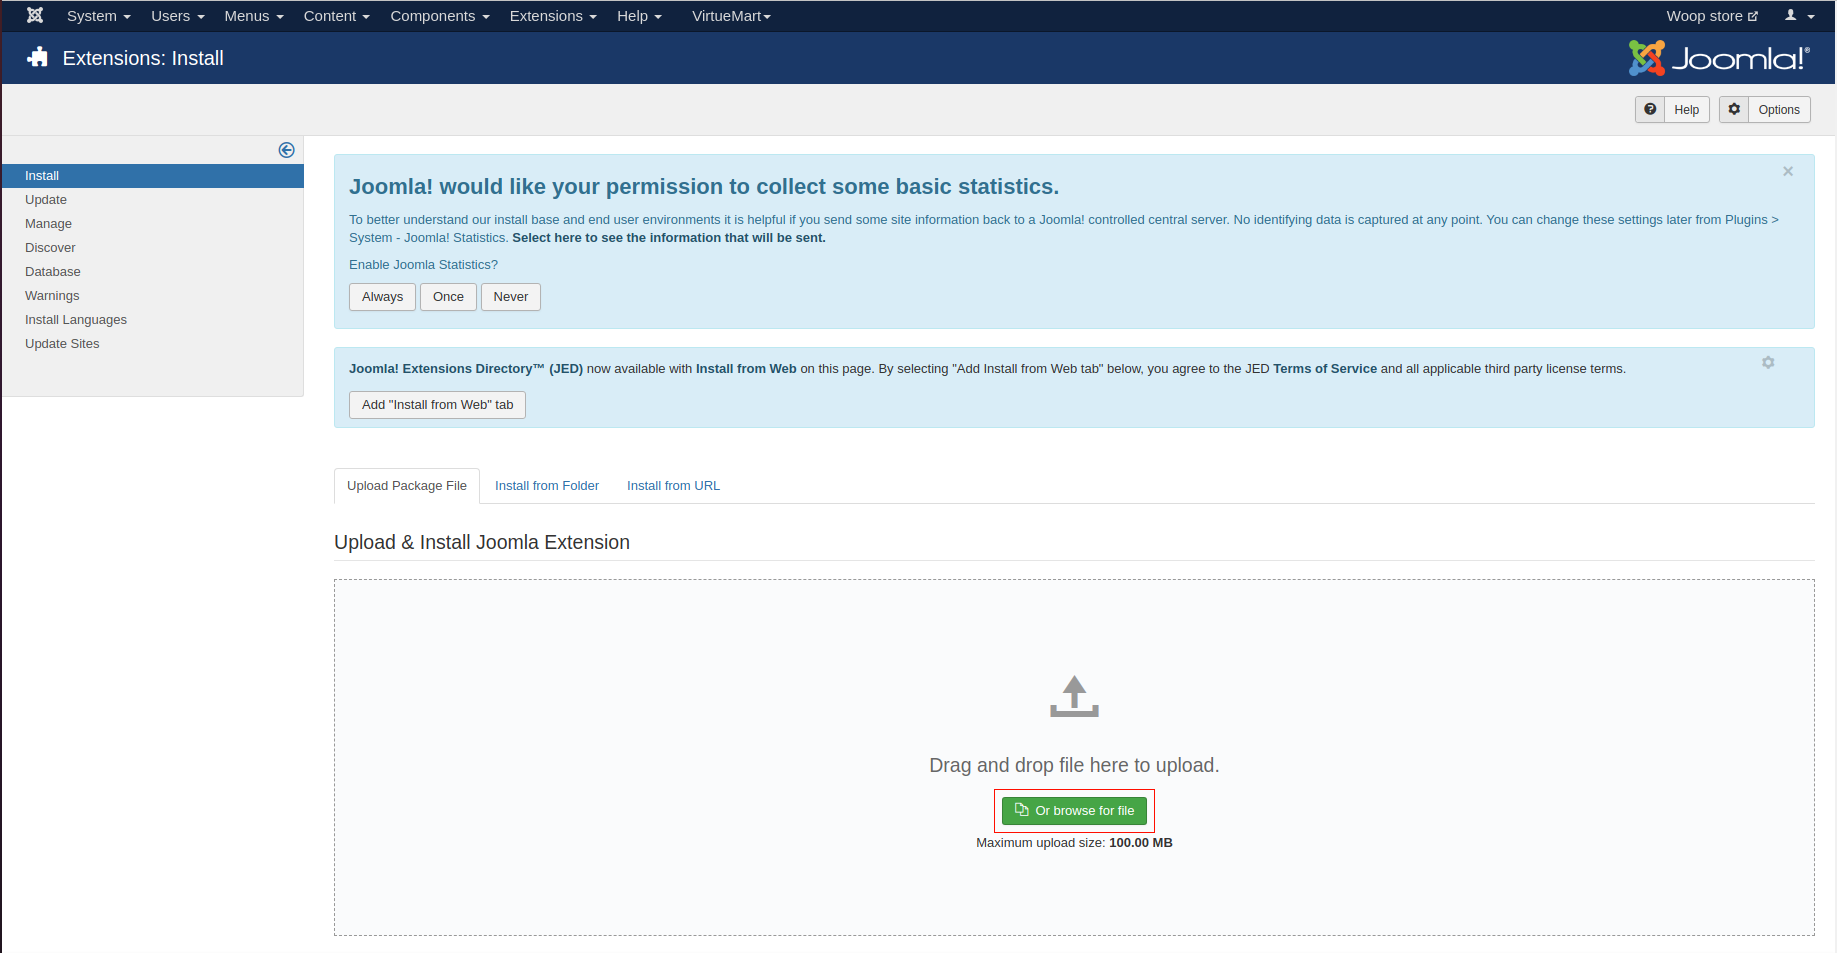 System Users Menus Content Components Extensions Help VirtueMart Woop store
Extensions: Install Joomla!®
Help Options
Install
Update
Manage
Discover
Database
Warnings
Install Languages
Update Sites
Joomla! would like your permission to collect some basic statistics.
To better understand our install base and end user environments it is helpful if you send some site information back to a Joomla! controlled central server. No identifying data is captured at any point. You can change these settings later from Plugins >
System - Joomla! Statistics. Select here to see the information that will be sent.
Enable Joomla Statistics?
Always Once Never
Joomla! Extensions Directory™ (JED) now available with Install from Web on this page. By selecting "Add Install from Web tab" below, you agree to the JED Terms of Service and all applicable third party license terms.
Add "Install from Web" tab
Upload Package File Install from Folder Install from URL
Upload & Install Joomla Extension
Drag and drop file here to upload.
Or browse for file
Maximum upload size: 100.00 MB